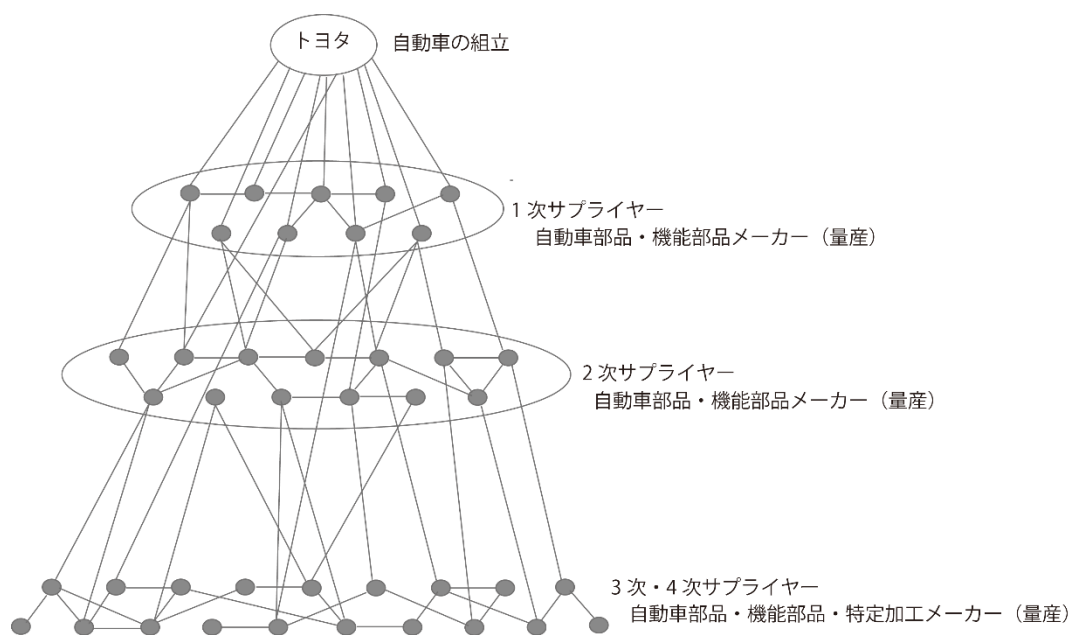 トヨタ
自動車の組立
1次サプライヤー
自動車部品・機能部品メーカー（量産）
2次サプライヤー
自動車部品・機能部品メーカー（量産）
3次・4次サプライヤー
自動車部品・機能部品・特定加工メーカー（量産）